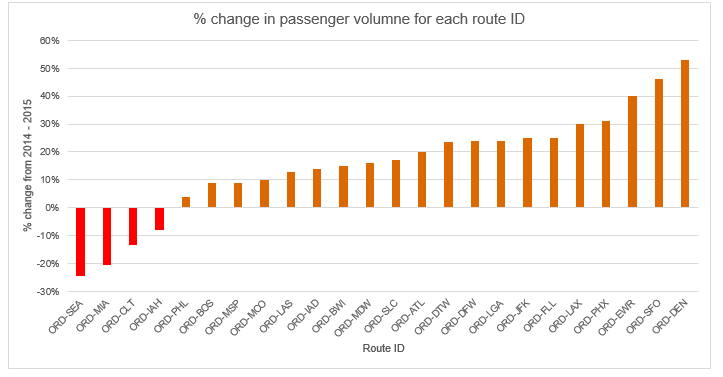 % change in passenger volumne for each route ID
60%
50%
40%
30%
20%
10%
0%
-10%
-20%
-30%
% change from 2014 - 2015
ORD-SEA
ORD-MIA
ORD-CLT
ORD-IAH
ORD-PHL
ORD-BOS
ORD-MSP
ORD-MCO
ORD-LAS
ORD-IAD
ORD-BWI
ORD-MDW
ORD-SLC
ORD-ATL
ORD-DTW
ORD-DFW
ORD-LGA
ORD-JFK
ORD-FLL
ORD-LAX
ORD-PHX
ORD-EWR
ORD-SFO
ORD-DEN
Route ID